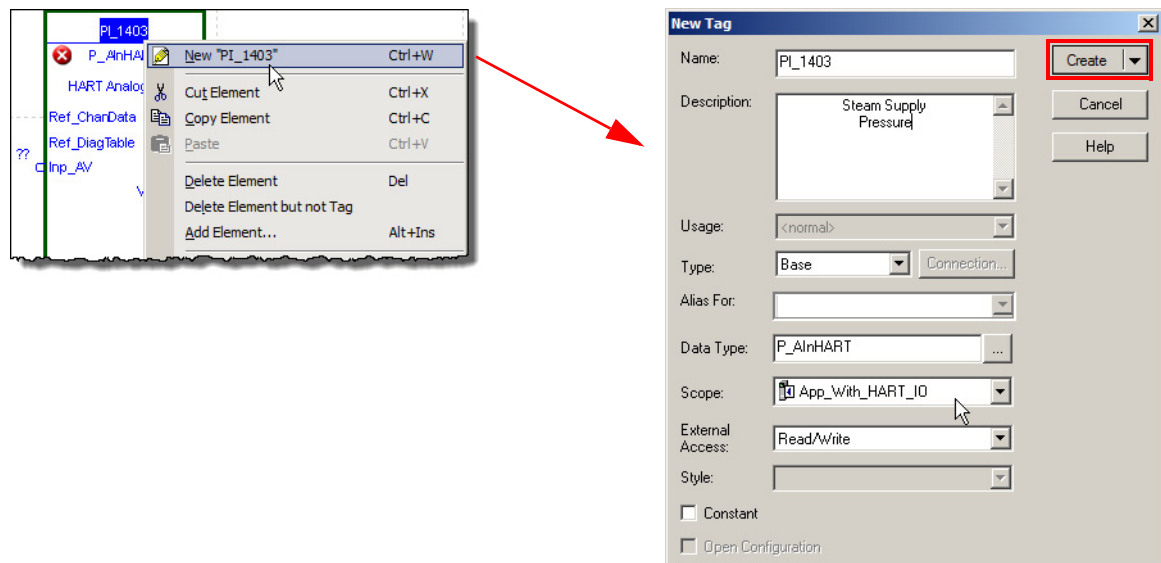 PI_1403
P_AInHA
HART Analog
Ref_ChanData
Ref_DiagTable
??
Inp_AV
New "PI_1403" Ctrl+W
Cut Element Ctrl+X
Copy Element Ctrl+C
Paste Ctrl+V
Delete Element Del
Delete Element but not Tag
Add Element... Alt+Ins
New Tag
Name: PI_1403
Create
Description: Steam Supply
Pressure
Cancel
Help
Usage: <normal>
Type: Base Connection...
Alias For:
Data Type: P_AInHART ...
Scope: App_With_HART_IO
External
Access: Read/Write
Style:
Constant
Open Configuration